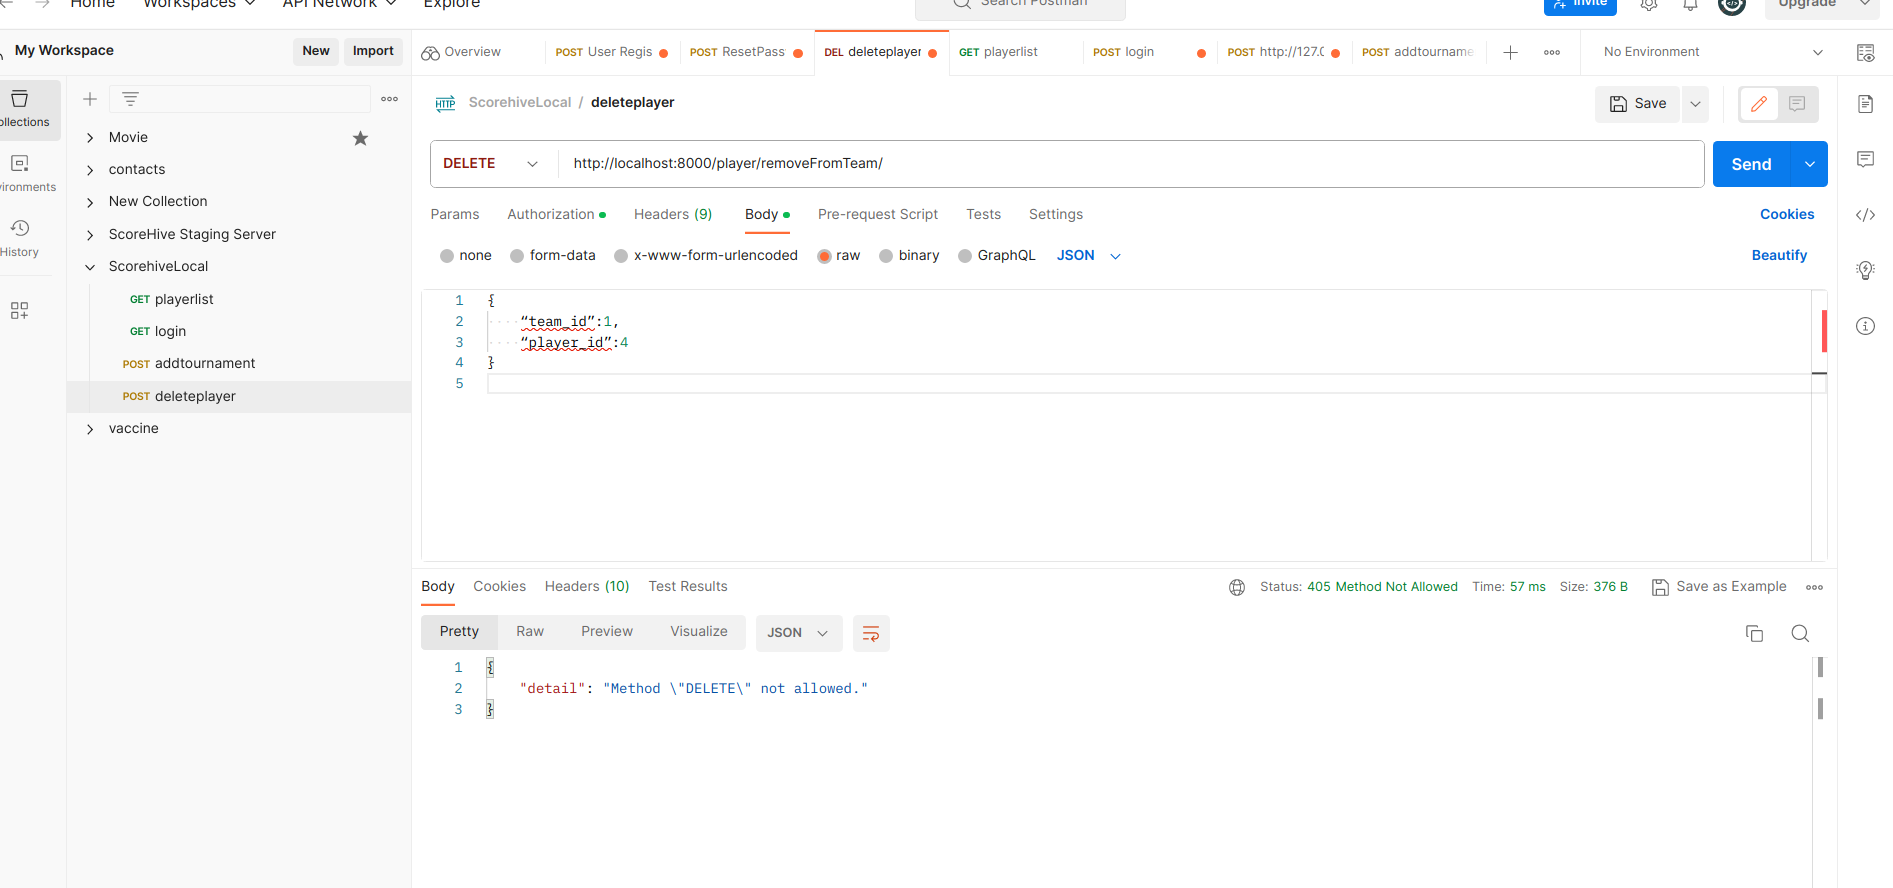 Home Workspaces API Network Explore Search Postman Invite Upgrade
My Workspace New Import Overview POST User Regis POST ResetPass DEL deleteplayer GET playerlist POST login POST http://127.0 POST addtourname No Environment
ollections
vironments
History
Movie
contacts
New Collection
ScoreHive Staging Server
ScorehiveLocal
GET playerlist
GET login
POST addtournament
POST deleteplayer
vaccine
HTTP ScorehiveLocal / deleteplayer Save
DELETE http://localhost:8000/player/removeFromTeam/ Send
Params Authorization Headers (9) Body Pre-request Script Tests Settings Cookies
none form-data x-www-form-urlencoded raw binary GraphQL JSON Beautify
1 {
2 “team_id”:1,
3 “player_id”:4
4 }
5
Body Cookies Headers (10) Test Results Status: 405 Method Not Allowed Time: 57 ms Size: 376 B Save as Example
Pretty Raw Preview Visualize JSON
1 {
2 "detail": "Method \"DELETE\" not allowed."
3 }